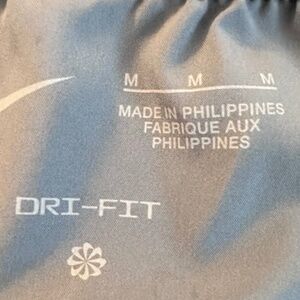 M M M
MADE IN PHILIPPINES
FABRIQUE AUX
PHILIPPINES
DRI-FIT